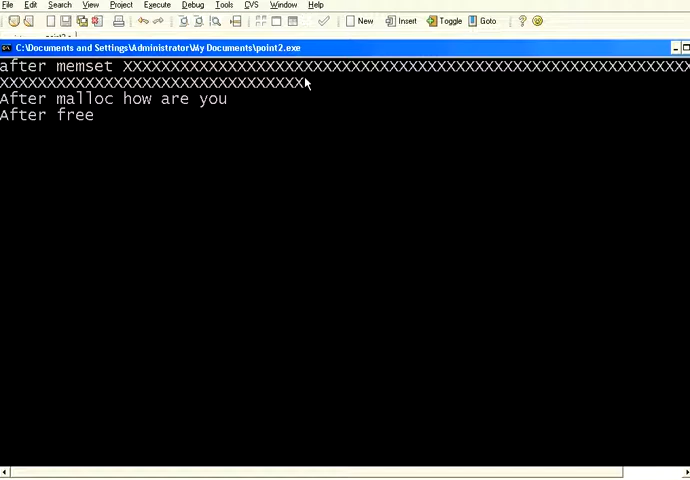 File Edit Search View Project Execute Debug Tools CVS Window Help
New Insert Toggle Goto
C:\Documents and Settings\Administrator\My Documents\point2.exe
after memset XXXXXXXXXXXXXXXXXXXXXXXXXXXXXXXXXXXXXXXXXXXXXXXXXXXXXXXXXXX
XXXXXXXXXXXXXXXXXXXXXXXXXXXXXXXX
After malloc how are you
After free